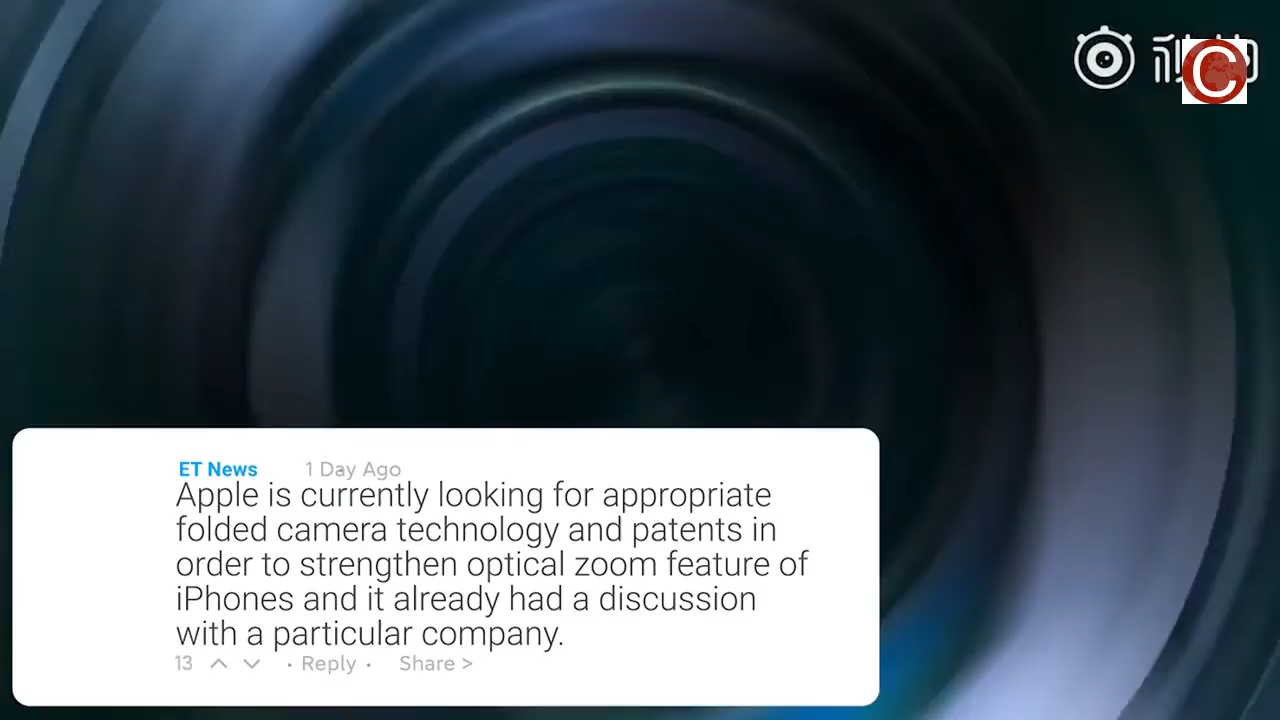 C
ET News 1 Day Ago
Apple is currently looking for appropriate
folded camera technology and patents in
order to strengthen optical zoom feature of
iPhones and it already had a discussion
with a particular company.
13 · Reply · Share >